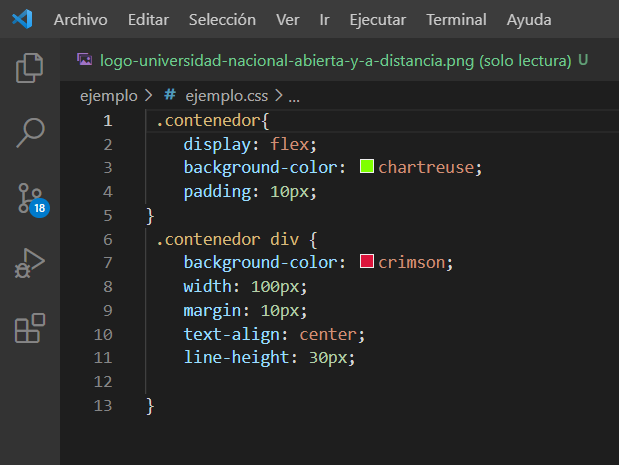 Archivo Editar Selección Ver Ir Ejecutar Terminal Ayuda
logo-universidad-nacional-abierta-y-a-distancia.png (solo lectura) U
ejemplo > # ejemplo.css > ...
1 .contenedor{
2 display: flex;
3 background-color: chartreuse;
4 padding: 10px;
5 }
6 .contenedor div {
7 background-color: crimson;
8 width: 100px;
9 margin: 10px;
10 text-align: center;
11 line-height: 30px;
12
13 }
18